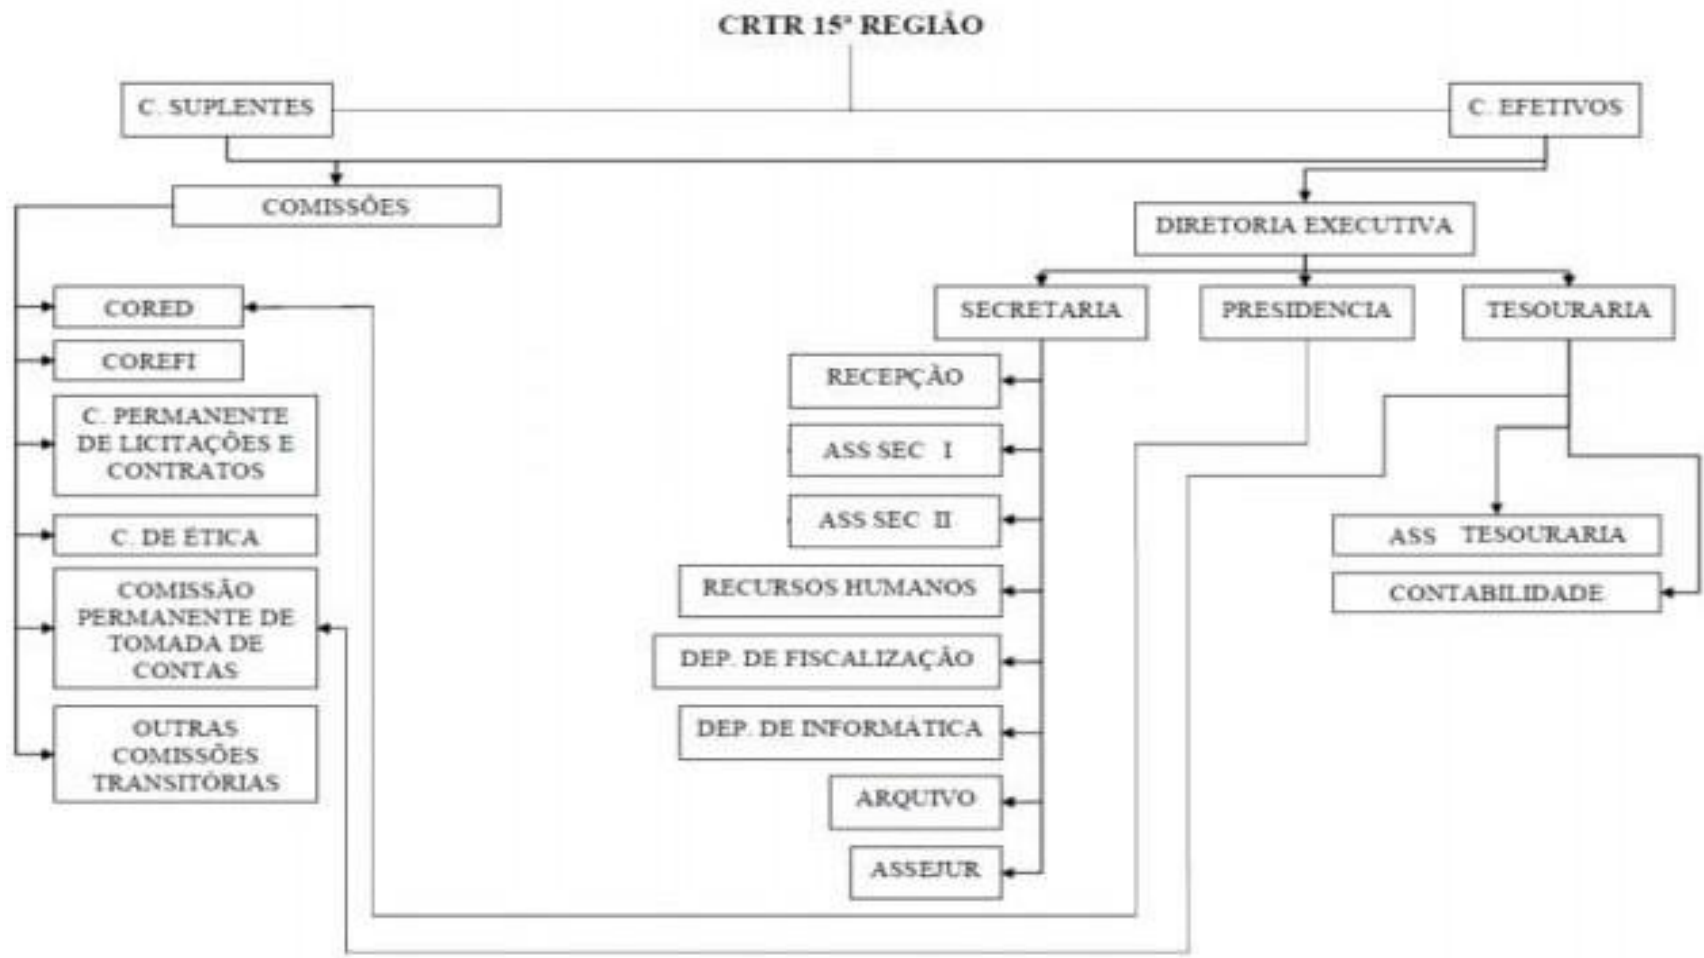 CRTR 15ª REGIÃO
C. SUPLENTES
C. EFETIVOS
COMISSÕES
DIRETORIA EXECUTIVA
CORED
COREFI
C. PERMANENTE
DE LICITAÇÕES E
CONTRATOS
C. DE ÉTICA
COMISSÃO
PERMANENTE DE
TOMADA DE
CONTAS
OUTRAS
COMISSÕES
TRANSITÓRIAS
SECRETARIA
PRESIDENCIA
TESOURARIA
RECEPÇÃO
ASS SEC I
ASS SEC II
RECURSOS HUMANOS
DEP. DE FISCALIZAÇÃO
DEP. DE INFORMÁTICA
ARQUIVO
ASSEJUR
ASS TESOURARIA
CONTABILIDADE